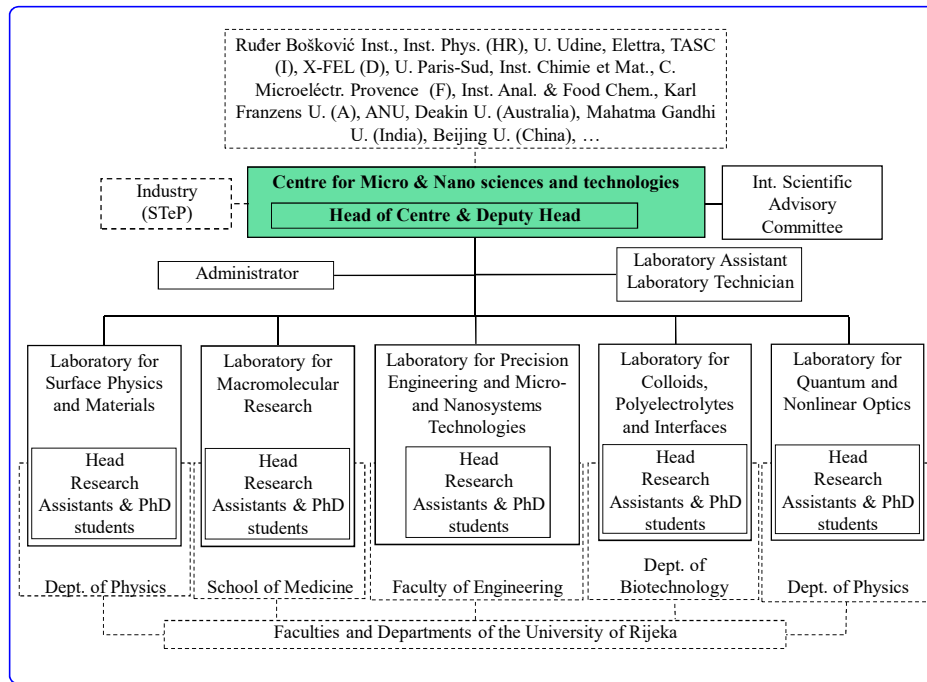 Ruđer Bošković Inst., Inst. Phys. (HR), U. Udine, Elettra, TASC
(I), X-FEL (D), U. Paris-Sud, Inst. Chimie et Mat., C.
Microeléctr. Provence (F), Inst. Anal. & Food Chem., Karl
Franzens U. (A), ANU, Deakin U. (Australia), Mahatma Gandhi
U. (India), Beijing U. (China), …
Industry
(STeP)
Centre for Micro & Nano sciences and technologies
Head of Centre & Deputy Head
Int. Scientific
Advisory
Committee
Administrator
Laboratory Assistant
Laboratory Technician
Laboratory for
Surface Physics
and Materials
Head
Research
Assistants & PhD
students
Dept. of Physics
Laboratory for
Macromolecular
Research
Head
Research
Assistants & PhD
students
School of Medicine
Laboratory for Precision
Engineering and Micro-
and Nanosystems
Technologies
Head
Research
Assistants & PhD
students
Faculty of Engineering
Laboratory for
Colloids,
Polyelectrolytes
and Interfaces
Head
Research
Assistants & PhD
students
Dept. of
Biotechnology
Laboratory for
Quantum and
Nonlinear Optics
Head
Research
Assistants & PhD
students
Dept. of Physics
Faculties and Departments of the University of Rijeka